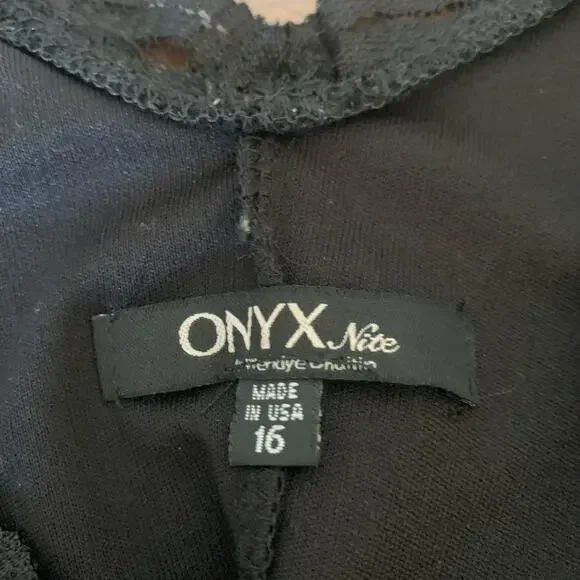 ONYX Nite
MADE
IN USA
16